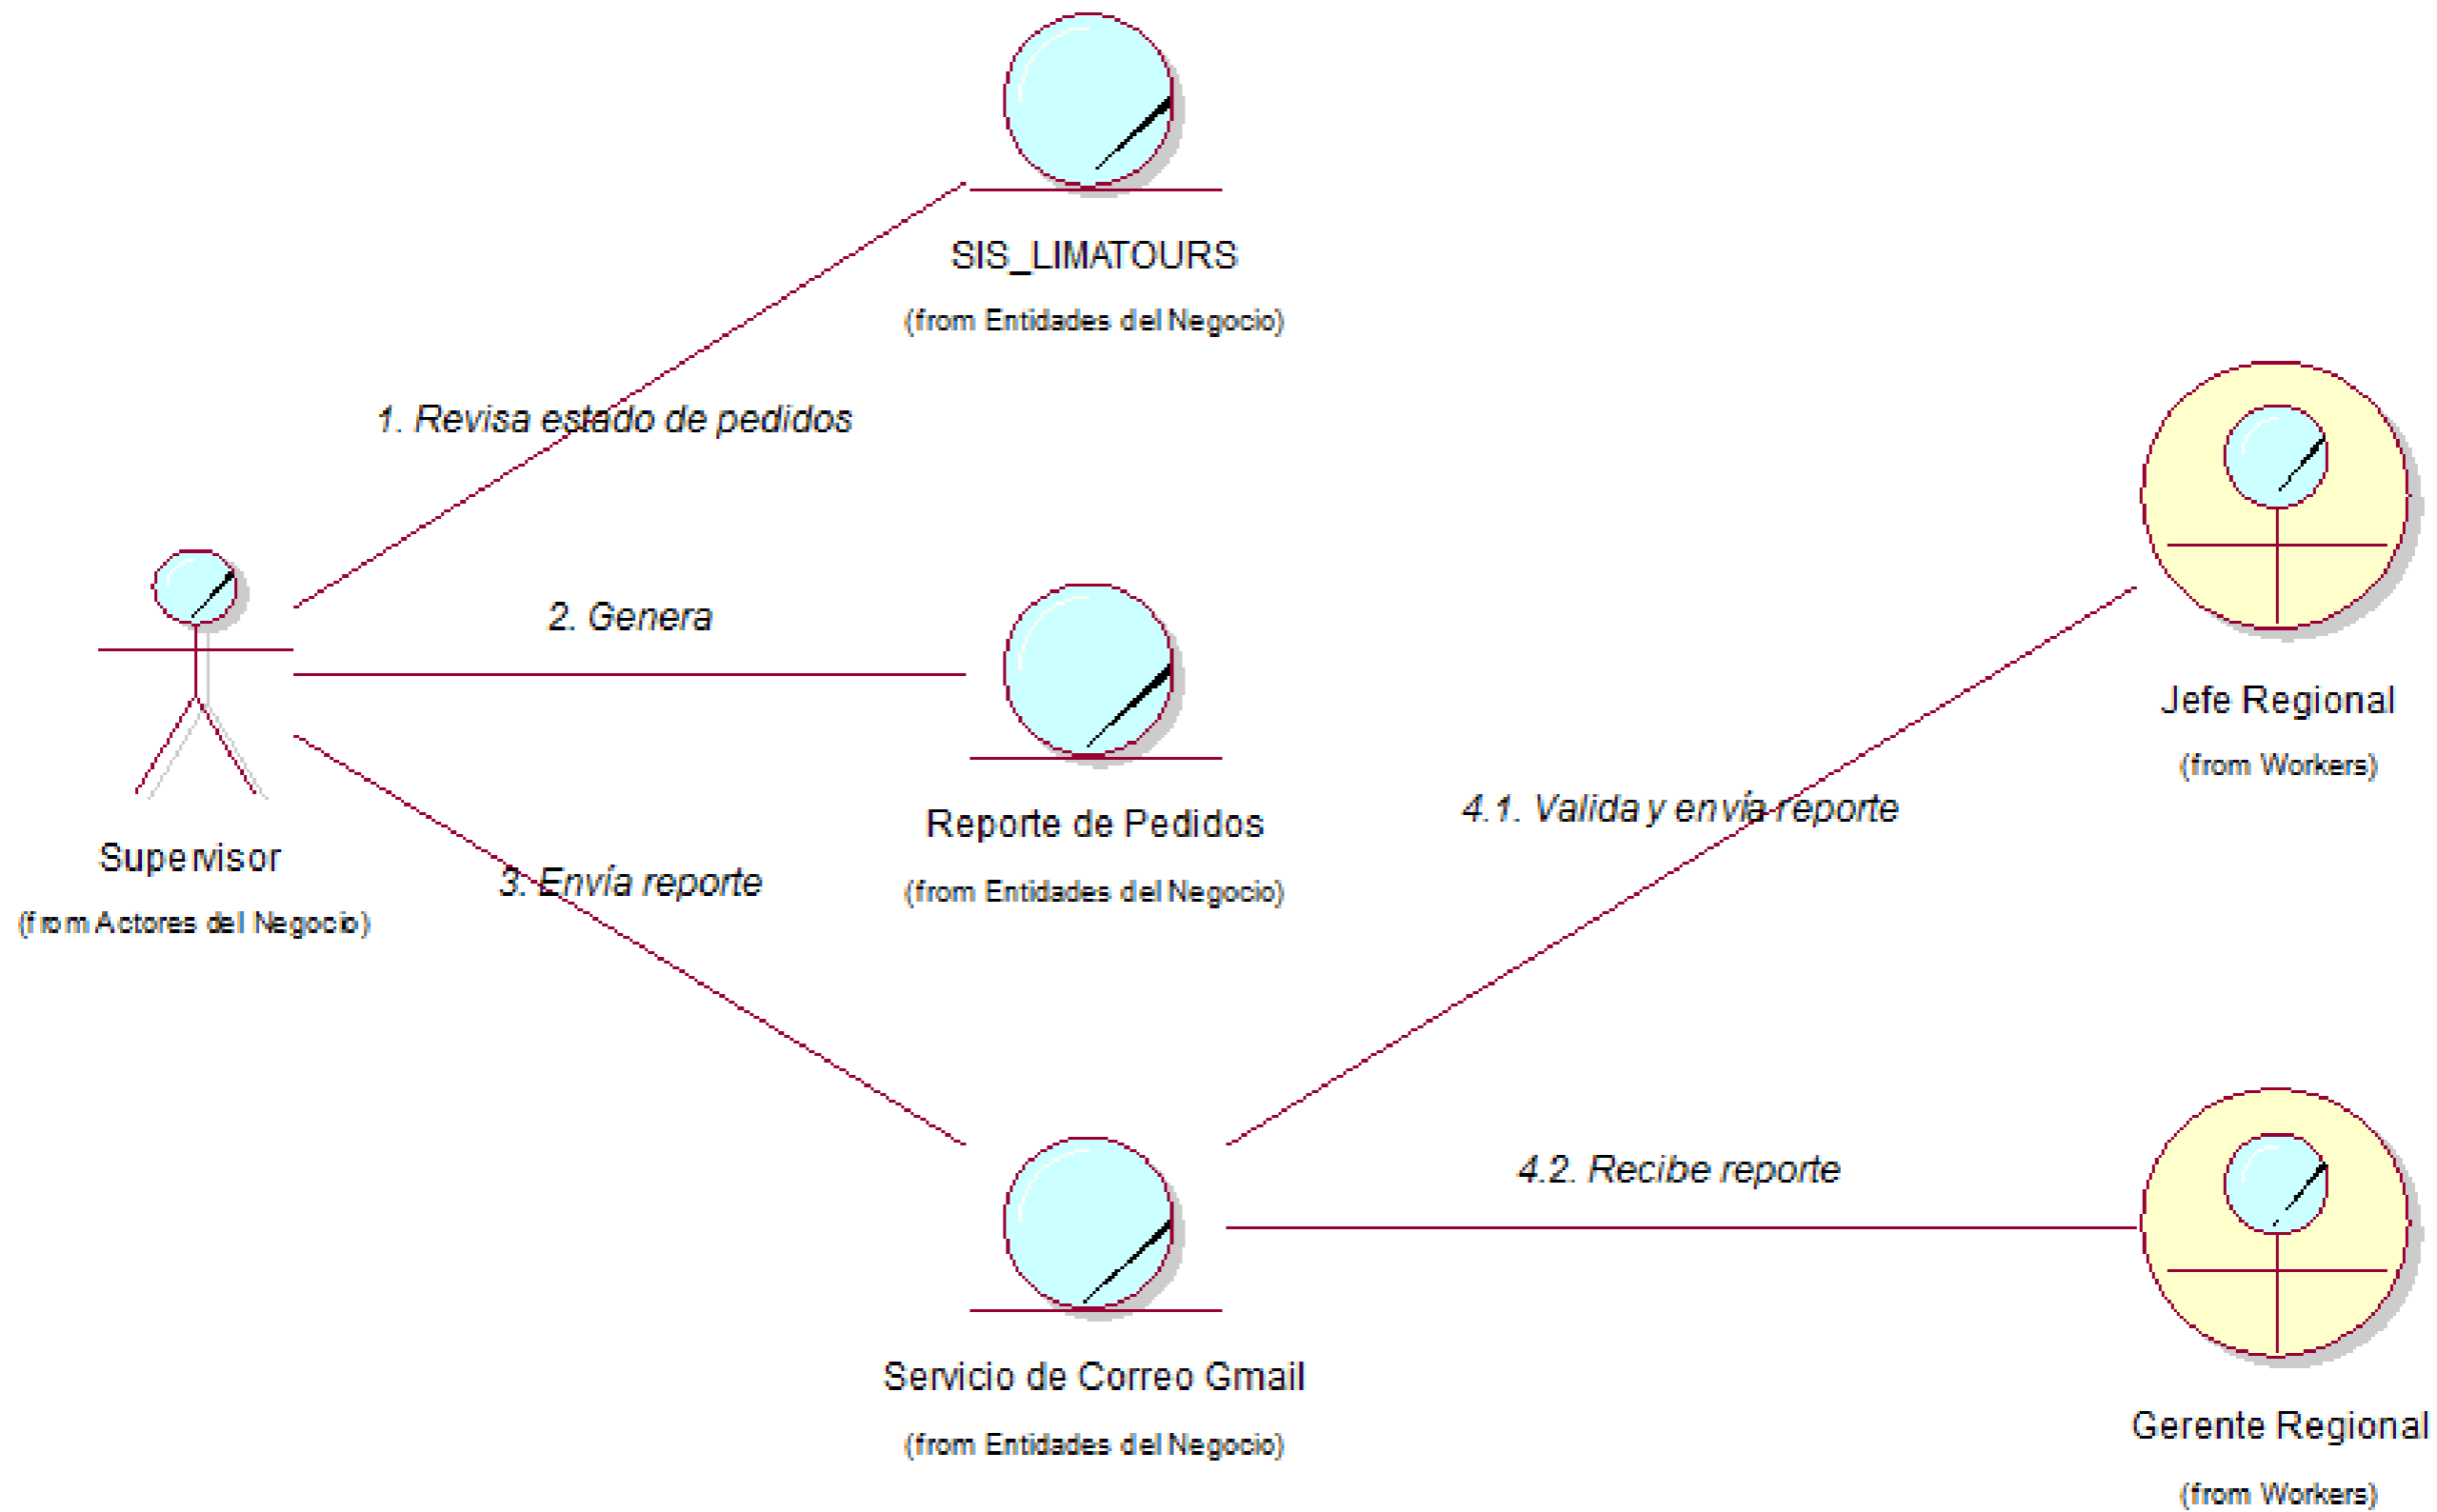 SIS_LIMATOURS
(from Entidades del Negocio)
1. Revisa estado de pedidos
2. Genera
Jefe Regional
(from Workers)
4.1. Valida y envía reporte
Reporte de Pedidos
(from Entidades del Negocio)
Supervisor
(from Actores del Negocio)
3. Envía reporte
4.2. Recibe reporte
Servicio de Correo Gmail
(from Entidades del Negocio)
Gerente Regional
(from Workers)